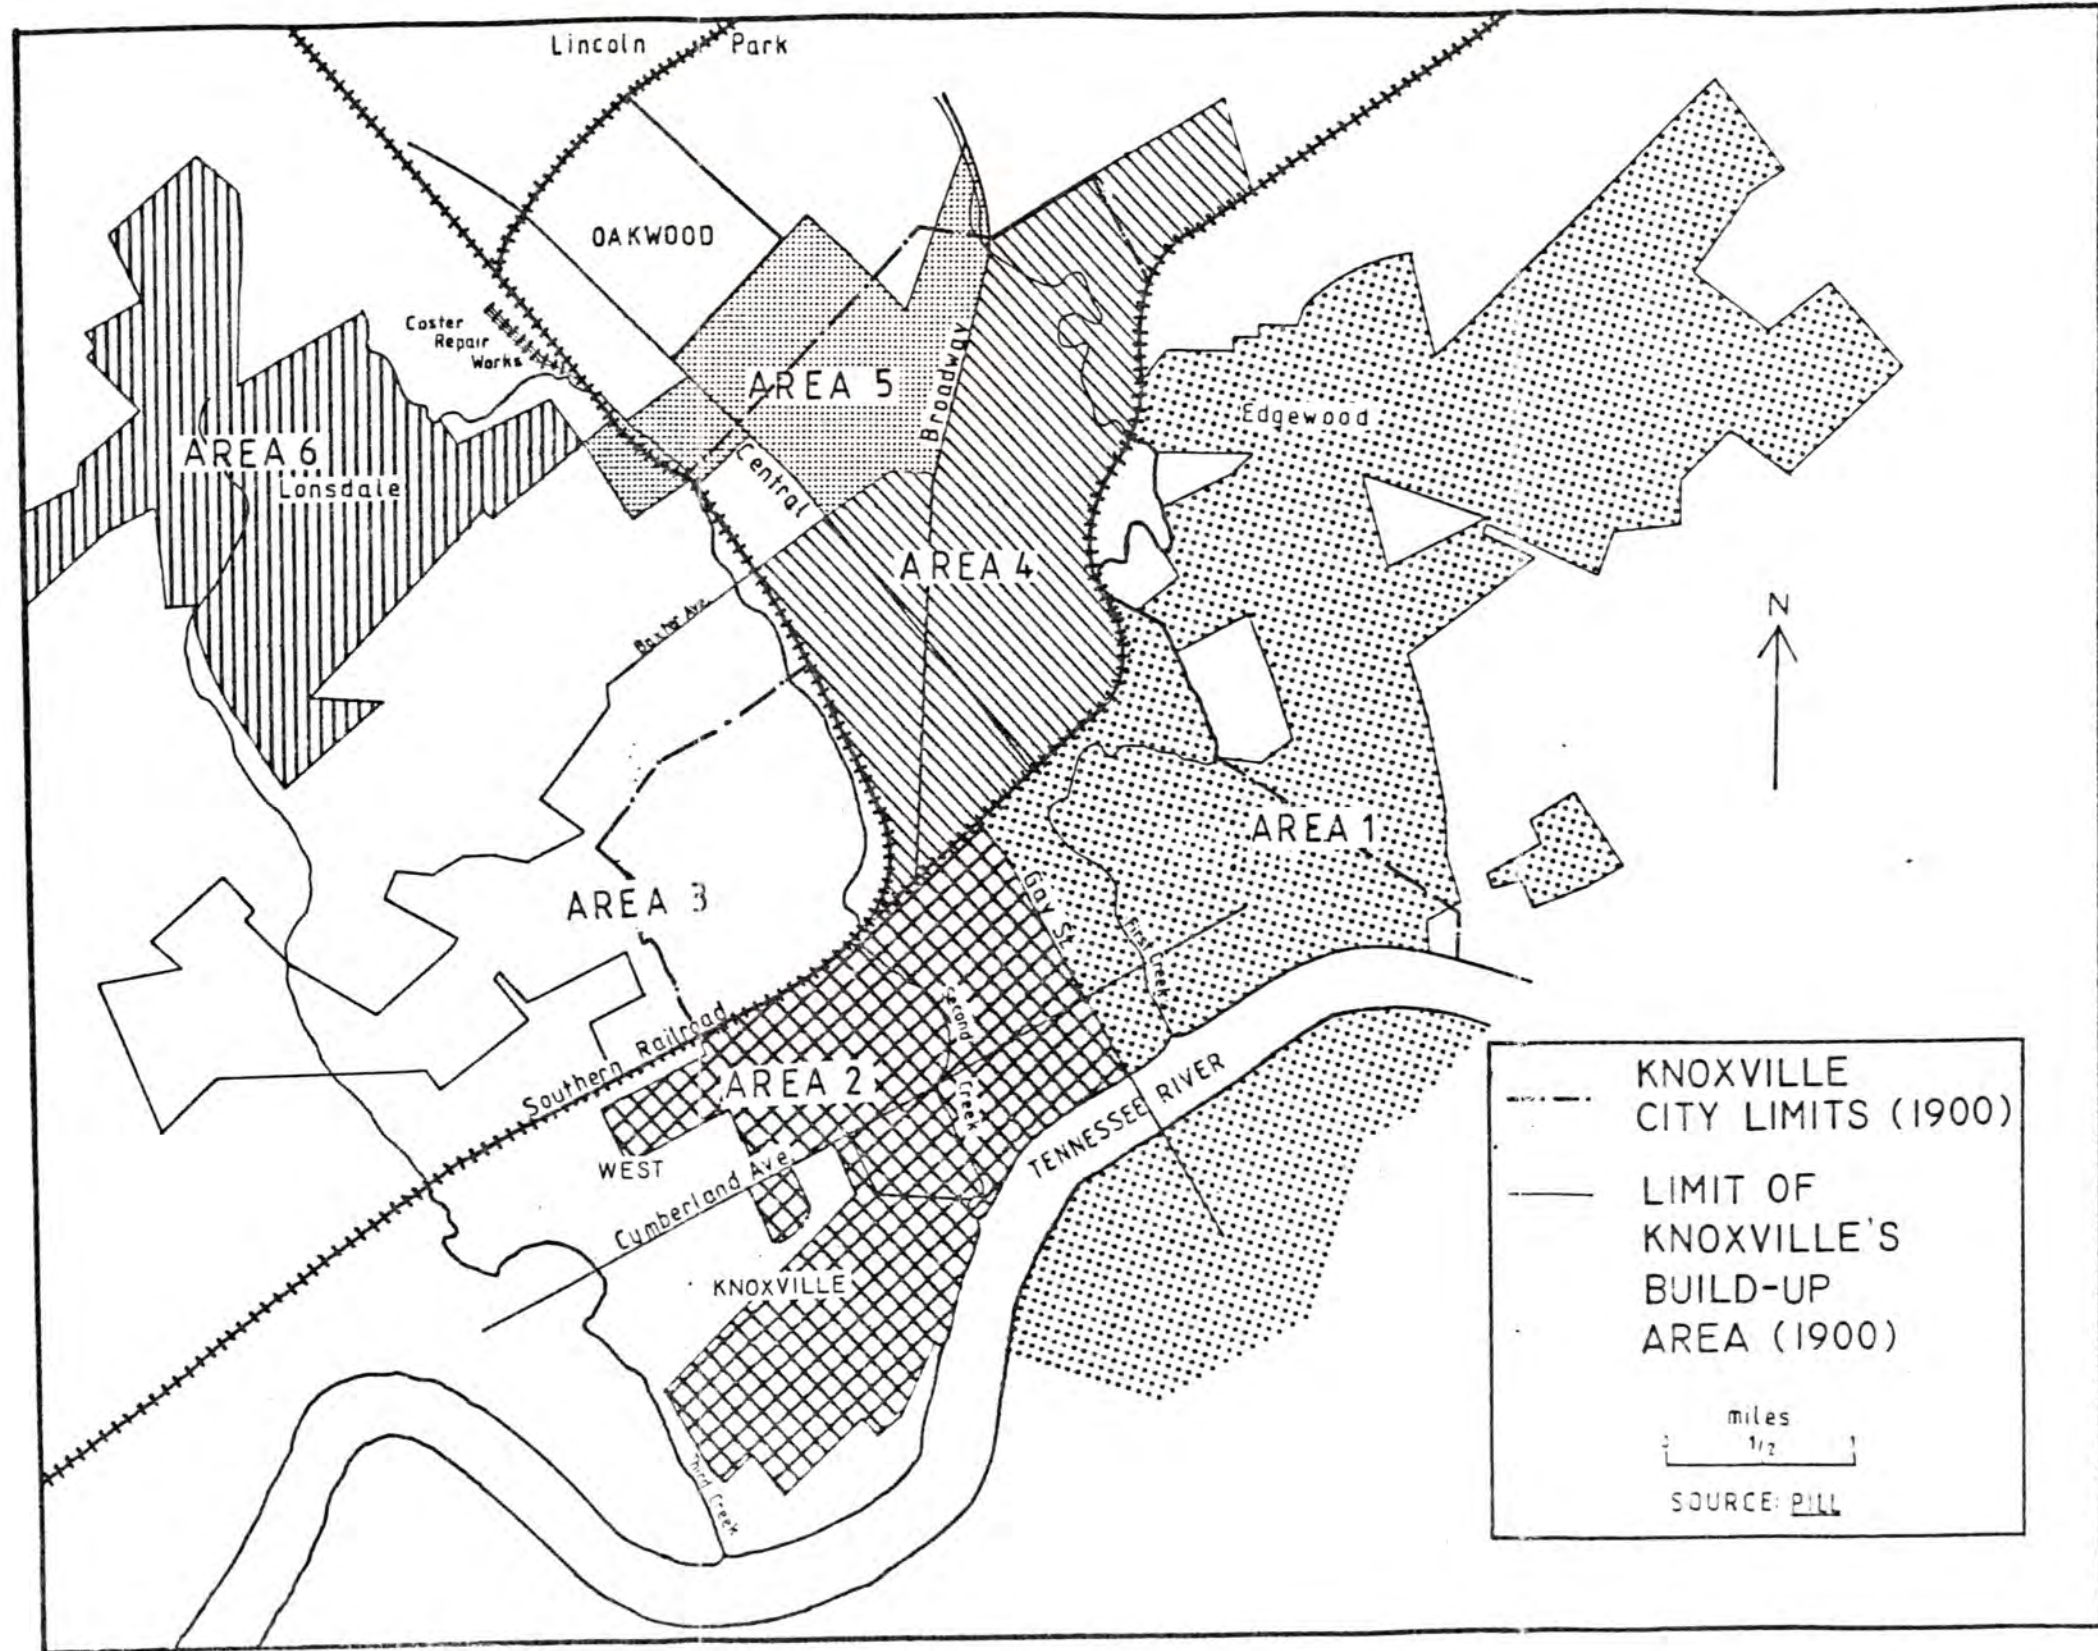 Lincoln Park
OAKWOOD
Coster
Repair
Works
AREA 5
Broadway
Edgewood
AREA 6
Lonsdale
Central
AREA 4
Baxter Ave.
N
AREA 1
AREA 3
Gay St.
First Creek
Second Creek
Southern Railroad
AREA 2
TENNESSEE RIVER
WEST
Cumberland Ave.
KNOXVILLE
Third Creek
KNOXVILLE
CITY LIMITS (1900)
LIMIT OF
KNOXVILLE'S
BUILD-UP
AREA (1900)
miles
0 1/2 1
SOURCE: PILL